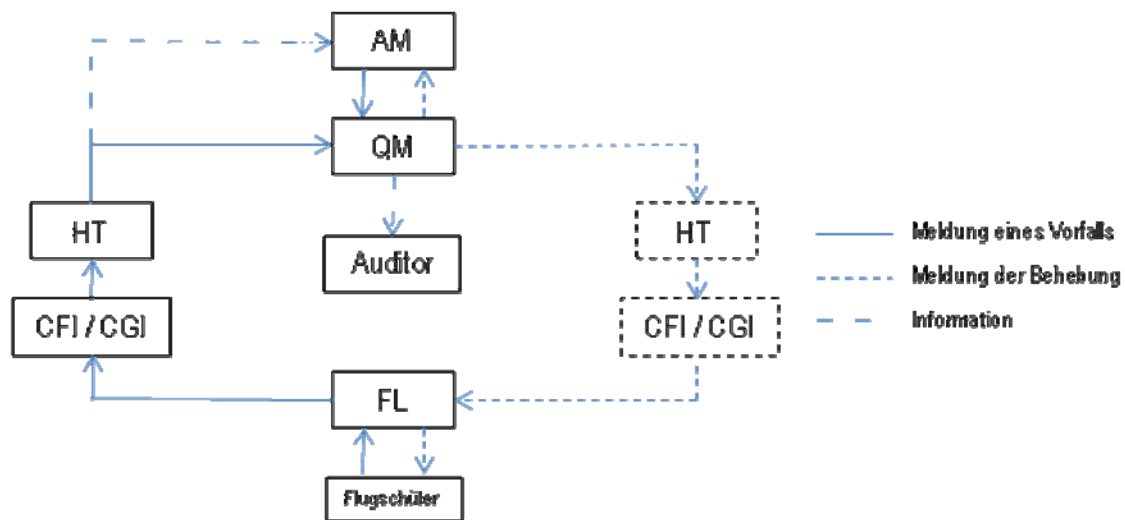 AM
QM
HT
HT
Auditor
CFI / CGI
CFI / CGI
FL
Flugschüler
Meldung eines Vorfalls
Meldung der Behebung
Information